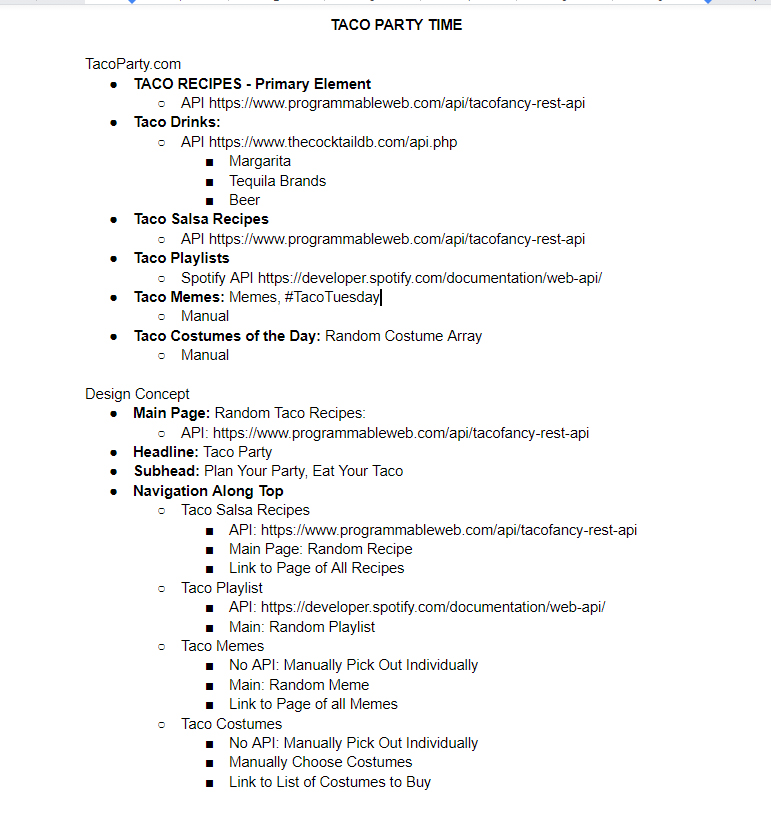 TACO PARTY TIME
TacoParty.com
● TACO RECIPES - Primary Element
○ API https://www.programmableweb.com/api/tacofancy-rest-api
● Taco Drinks:
○ API https://www.thecocktaildb.com/api.php
■ Margarita
■ Tequila Brands
■ Beer
● Taco Salsa Recipes
○ API https://www.programmableweb.com/api/tacofancy-rest-api
● Taco Playlists
○ Spotify API https://developer.spotify.com/documentation/web-api/
● Taco Memes: Memes, #TacoTuesday
○ Manual
● Taco Costumes of the Day: Random Costume Array
○ Manual
Design Concept
● Main Page: Random Taco Recipes:
○ API: https://www.programmableweb.com/api/tacofancy-rest-api
● Headline: Taco Party
● Subhead: Plan Your Party, Eat Your Taco
● Navigation Along Top
○ Taco Salsa Recipes
■ API: https://www.programmableweb.com/api/tacofancy-rest-api
■ Main Page: Random Recipe
■ Link to Page of All Recipes
○ Taco Playlist
■ API: https://developer.spotify.com/documentation/web-api/
■ Main: Random Playlist
○ Taco Memes
■ No API: Manually Pick Out Individually
■ Main: Random Meme
■ Link to Page of all Memes
○ Taco Costumes
■ No API: Manually Pick Out Individually
■ Manually Choose Costumes
■ Link to List of Costumes to Buy